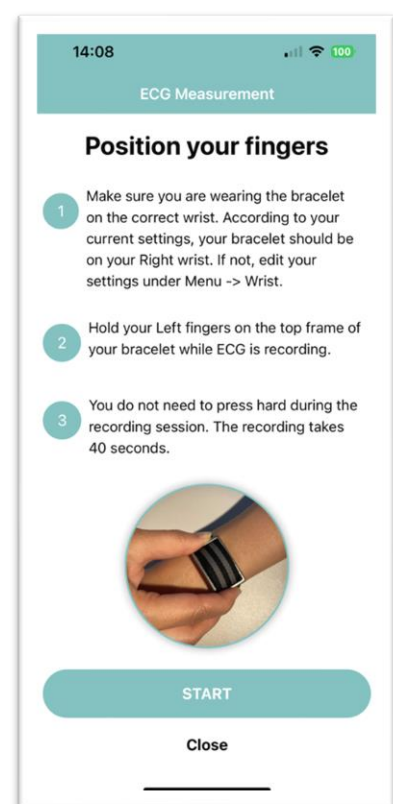 14:08
100
ECG Measurement
Position your fingers
1
Make sure you are wearing the bracelet
on the correct wrist. According to your
current settings, your bracelet should be
on your Right wrist. If not, edit your
settings under Menu -> Wrist.
2
Hold your Left fingers on the top frame of
your bracelet while ECG is recording.
3
You do not need to press hard during the
recording session. The recording takes
40 seconds.
START
Close